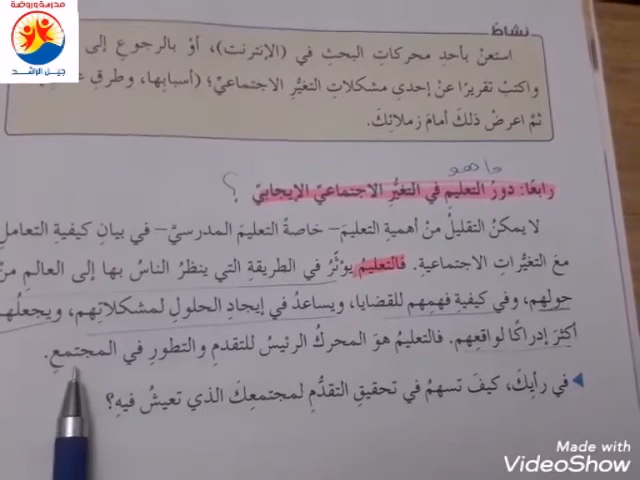 مدرسة وروضة
جيل الراشد
نشاط
استعنْ بأحدِ محركاتِ البحثِ في (الإنترنت)، أوْ بالرجوعِ إلى
واكتبْ تقريرًا عنْ إحدى مشكلاتِ التغيُّرِ الاجتماعيِّ؛ (أسبابِها، وطرقِ
ثمَّ اعرضْ ذلكَ أمامَ زملائِكَ.
ما هو
رابعًا: دورُ التعليمِ في التغيُّرِ الاجتماعيِّ الإيجابيِّ ؟
لا يمكنُ التقليلُ منْ أهميةِ التعليمِ- خاصةً التعليمَ المدرسيَّ- في بيانِ كيفيةِ التعاملِ
معَ التغيُّراتِ الاجتماعيةِ. فالتعليمُ يؤثِّرُ في الطريقةِ التي ينظرُ الناسُ بها إلى العالمِ منْ
حولِهم، وفي كيفيةِ فهمِهم للقضايا، ويساعدُ في إيجادِ الحلولِ لمشكلاتِهم، ويجعلُهم
أكثرَ إدراكًا لواقعِهم. فالتعليمُ هوَ المحركُ الرئيسُ للتقدمِ والتطورِ في المجتمعِ.
في رأيِكَ، كيفَ تسهمُ في تحقيقِ التقدُّمِ لمجتمعِكَ الذي تعيشُ فيهِ؟
Made with
VideoShow